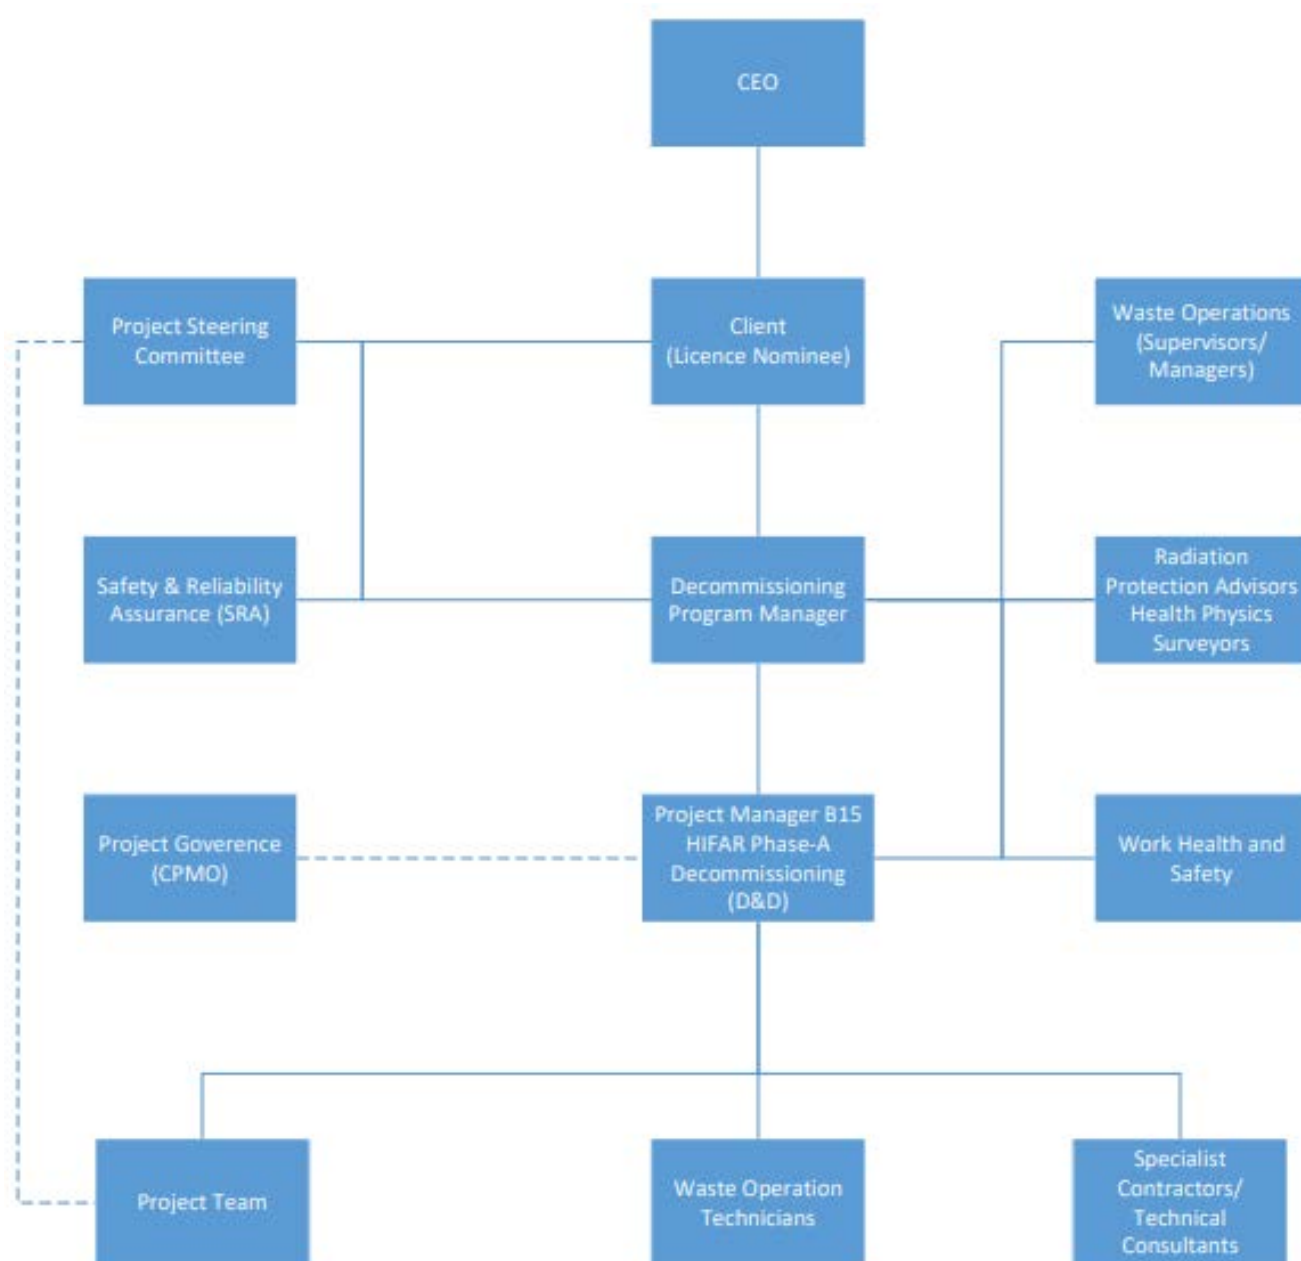 CEO
Project Steering
Committee
Client
(Licence Nominee)
Waste Operations
(Supervisors/
Managers)
Safety & Reliability
Assurance (SRA)
Decommissioning
Program Manager
Radiation
Protection Advisors
Health Physics
Surveyors
Project Goverence
(CPMO)
Project Manager B15
HIFAR Phase-A
Decommissioning
(D&D)
Work Health and
Safety
Project Team
Waste Operation
Technicians
Specialist
Contractors/
Technical
Consultants